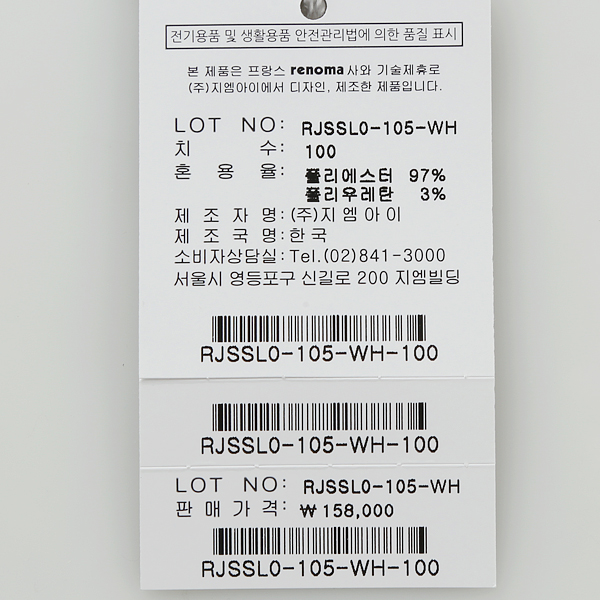 전기용품 및 생활용품 안전관리법에 의한 품질 표시
본 제품은 프랑스 renoma 사와 기술제휴로
(주)지엠아이에서 디자인, 제조한 제품입니다.
LOT NO: RJSSL0-105-WH
치 수: 100
혼 용 율: 폴리에스터 97%
폴리우레탄 3%
제 조 자 명: (주)지엠아이
제 조 국 명: 한국
소비자상담실: Tel.(02)841-3000
서울시 영등포구 신길로 200 지엠빌딩
RJSSL0-105-WH-100
RJSSL0-105-WH-100
LOT NO: RJSSL0-105-WH
판 매 가 격: ₩158,000
RJSSL0-105-WH-100